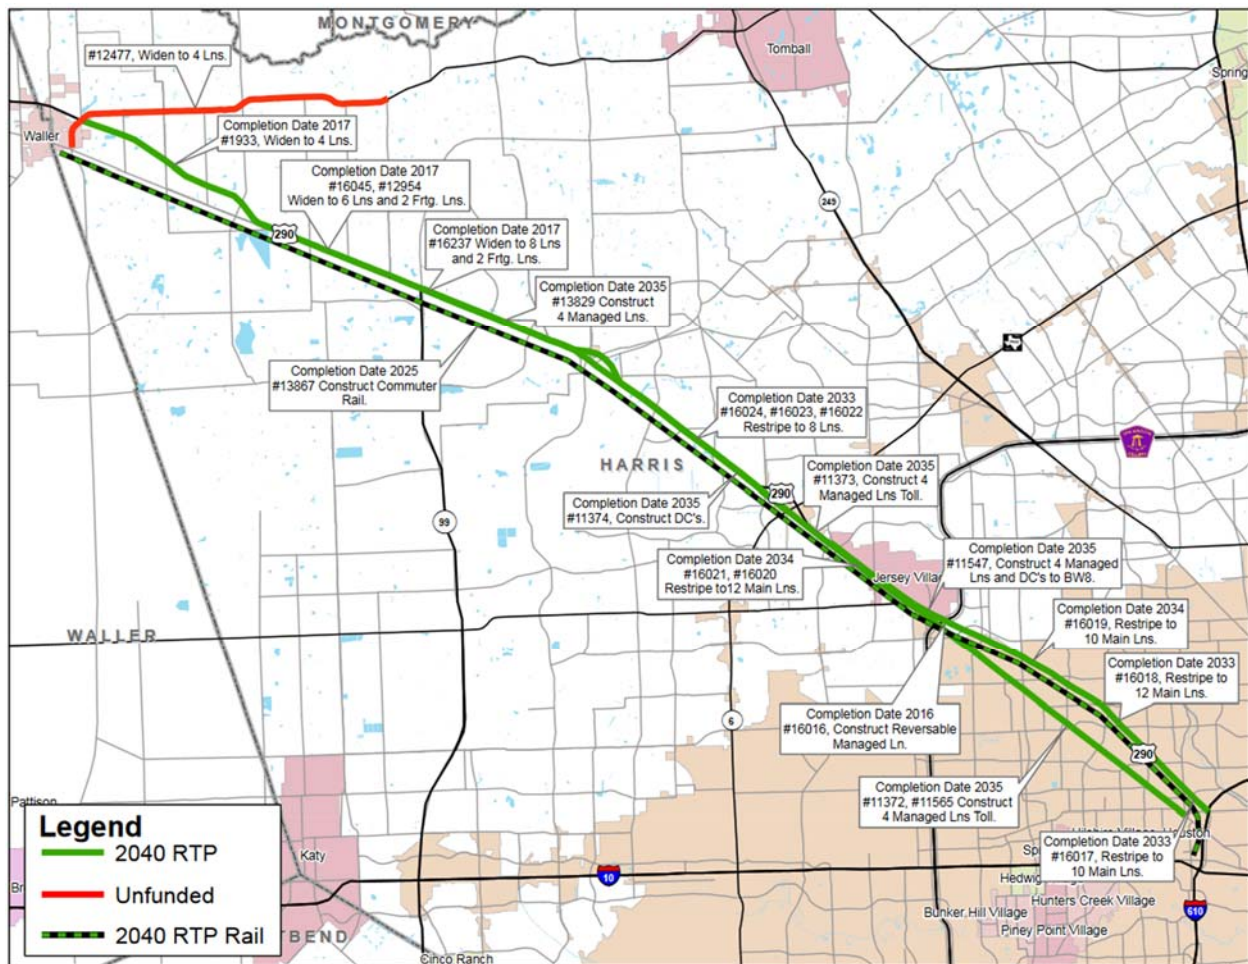 MONTGOMERY
Tomball
Spring
#12477, Widen to 4 Lns.
Waller
Completion Date 2017
#1933, Widen to 4 Lns.
Completion Date 2017
#16045, #12954
Widen to 6 Lns and 2 Frtg. Lns.
290
249
Completion Date 2017
#16237 Widen to 8 Lns
and 2 Frtg. Lns.
Completion Date 2035
#13829 Construct
4 Managed Lns.
Completion Date 2025
#13867 Construct Commuter
Rail.
Completion Date 2033
#16024, #16023, #16022
Restripe to 8 Lns.
HARRIS
Completion Date 2035
#11373, Construct 4
Managed Lns Toll.
290
Completion Date 2035
#11374, Construct DC's.
99
Completion Date 2034
#16021, #16020
Restripe to12 Main Lns.
Jersey Villag
Completion Date 2035
#11547, Construct 4 Managed
Lns and DC's to BW8.
WALLER
Completion Date 2034
#16019, Restripe to
10 Main Lns.
Completion Date 2033
#16018, Restripe to
12 Main Lns.
6
Completion Date 2016
#16016, Construct Reversable
Managed Ln.
290
Completion Date 2035
#11372, #11565 Construct
4 Managed Lns Toll.
Pattison
Legend
2040 RTP
Unfunded
2040 RTP Rail
Katy
Houston
Completion Date 2033
#16017, Restripe to
10 Main Lns.
10
Hedwig
Hunters Creek Village
Bunker Hill Village
610
Piney Point Village
TBEND
Cinco Ranch